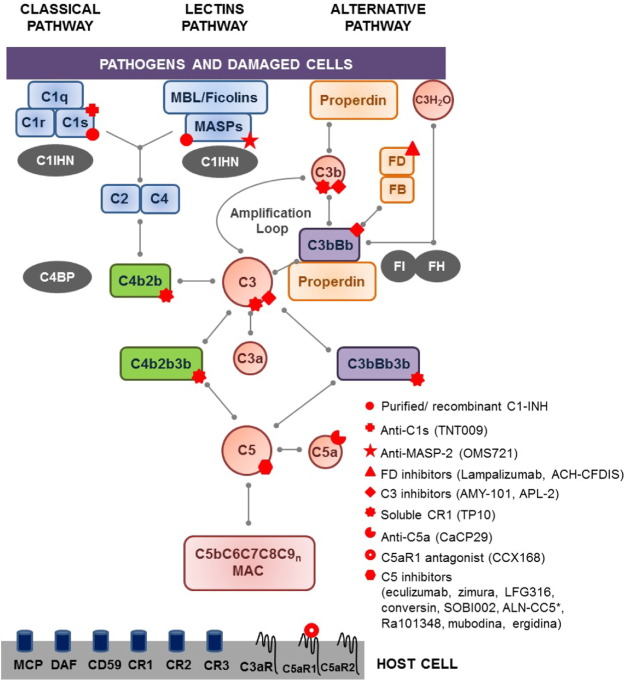 CLASSICAL PATHWAY
LECTINS PATHWAY
ALTERNATIVE PATHWAY
PATHOGENS AND DAMAGED CELLS
C1q
C1r
C1s
C1IHN
MBL/Ficolins
MASPs
C1IHN
Properdin
C3H₂O
C3b
FD
FB
C2
C4
Amplification
Loop
C3bBb
Properdin
FI
FH
C4BP
C4b2b
C3
C3a
C4b2b3b
C3bBb3b
C5
C5a
C5bC6C7C8C9ₙ
MAC
Purified/ recombinant C1-INH
Anti-C1s (TNT009)
Anti-MASP-2 (OMS721)
FD inhibitors (Lampalizumab, ACH-CFDIS)
C3 inhibitors (AMY-101, APL-2)
Soluble CR1 (TP10)
Anti-C5a (CaCP29)
C5aR1 antagonist (CCX168)
C5 inhibitors
(eculizumab, zimura, LFG316,
conversin, SOBI002, ALN-CC5*,
Ra101348, mubodina, ergidina)
MCP
DAF
CD59
CR1
CR2
CR3
C3aR
C5aR1
C5aR2
HOST CELL